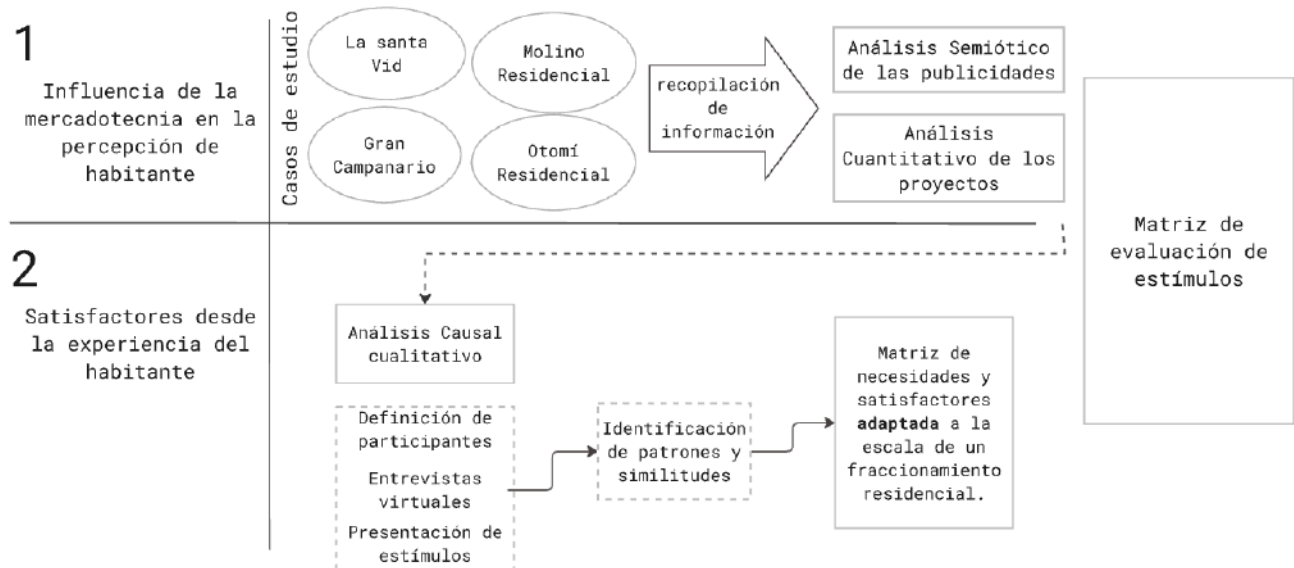 1
Influencia de la
mercadotecnia en la
percepción de
habitante
Casos de estudio
La santa
Vid
Molino
Residencial
Gran
Campanario
Otomí
Residencial
recopilación
de
información
Análisis Semiótico
de las publicidades
Análisis
Cuantitativo de los
proyectos
Matriz de
evaluación de
estímulos
2
Satisfactores desde
la experiencia del
habitante
Análisis Causal
cualitativo
Definición de
participantes
Entrevistas
virtuales
Presentación de
estímulos
Identificación
de patrones y
similitudes
Matriz de
necesidades y
satisfactores
adaptada a la
escala de un
fraccionamiento
residencial.